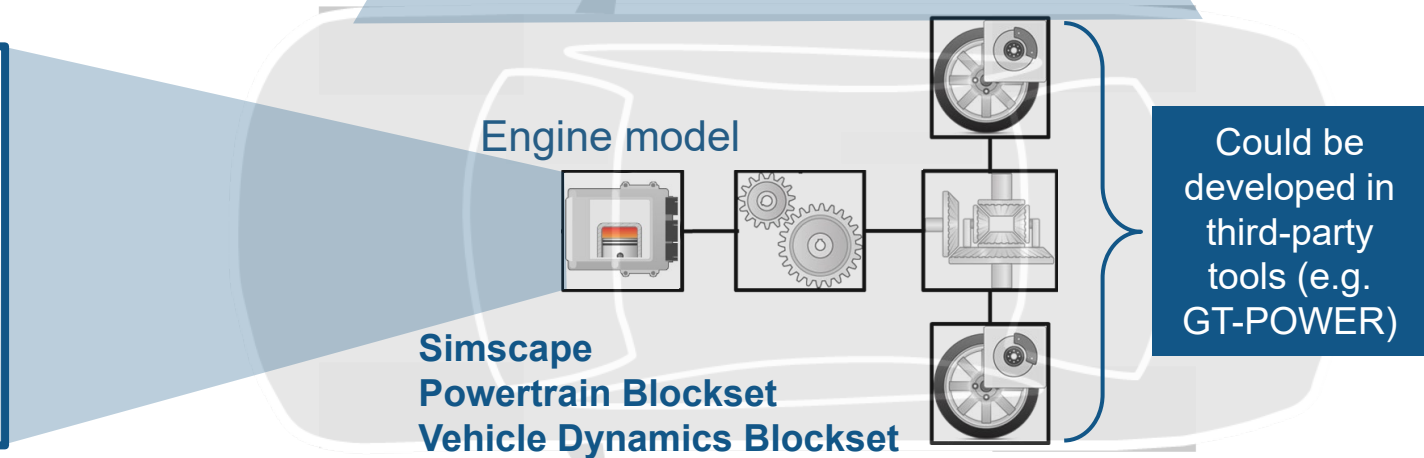 Engine model
Could be
developed in
third-party
tools (e.g.
GT-POWER)
Simscape
Powertrain Blockset
Vehicle Dynamics Blockset